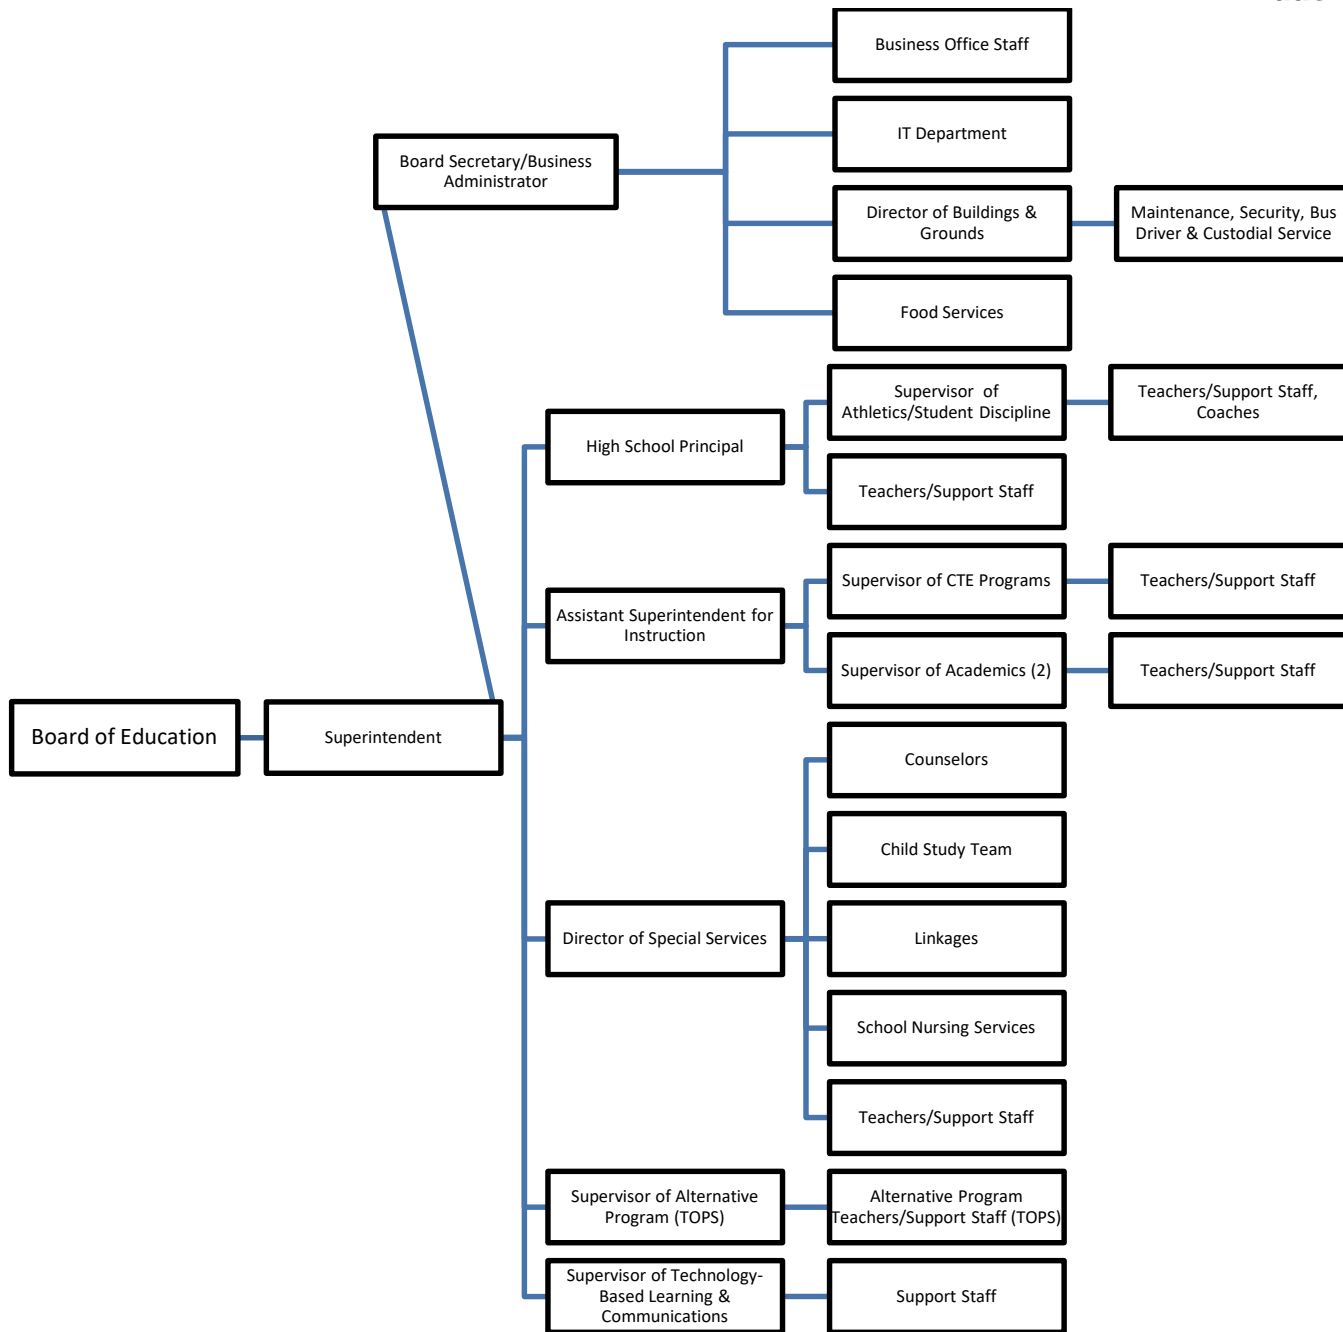 Business Office Staff
IT Department
Board Secretary/Business
Administrator
Director of Buildings &
Grounds
Maintenance, Security, Bus
Driver & Custodial Service
Food Services
Supervisor of
Athletics/Student Discipline
Teachers/Support Staff,
Coaches
High School Principal
Teachers/Support Staff
Supervisor of CTE Programs
Teachers/Support Staff
Assistant Superintendent for
Instruction
Supervisor of Academics (2)
Teachers/Support Staff
Board of Education
Superintendent
Counselors
Child Study Team
Director of Special Services
Linkages
School Nursing Services
Teachers/Support Staff
Supervisor of Alternative
Program (TOPS)
Alternative Program
Teachers/Support Staff (TOPS)
Supervisor of Technology-
Based Learning &
Communications
Support Staff